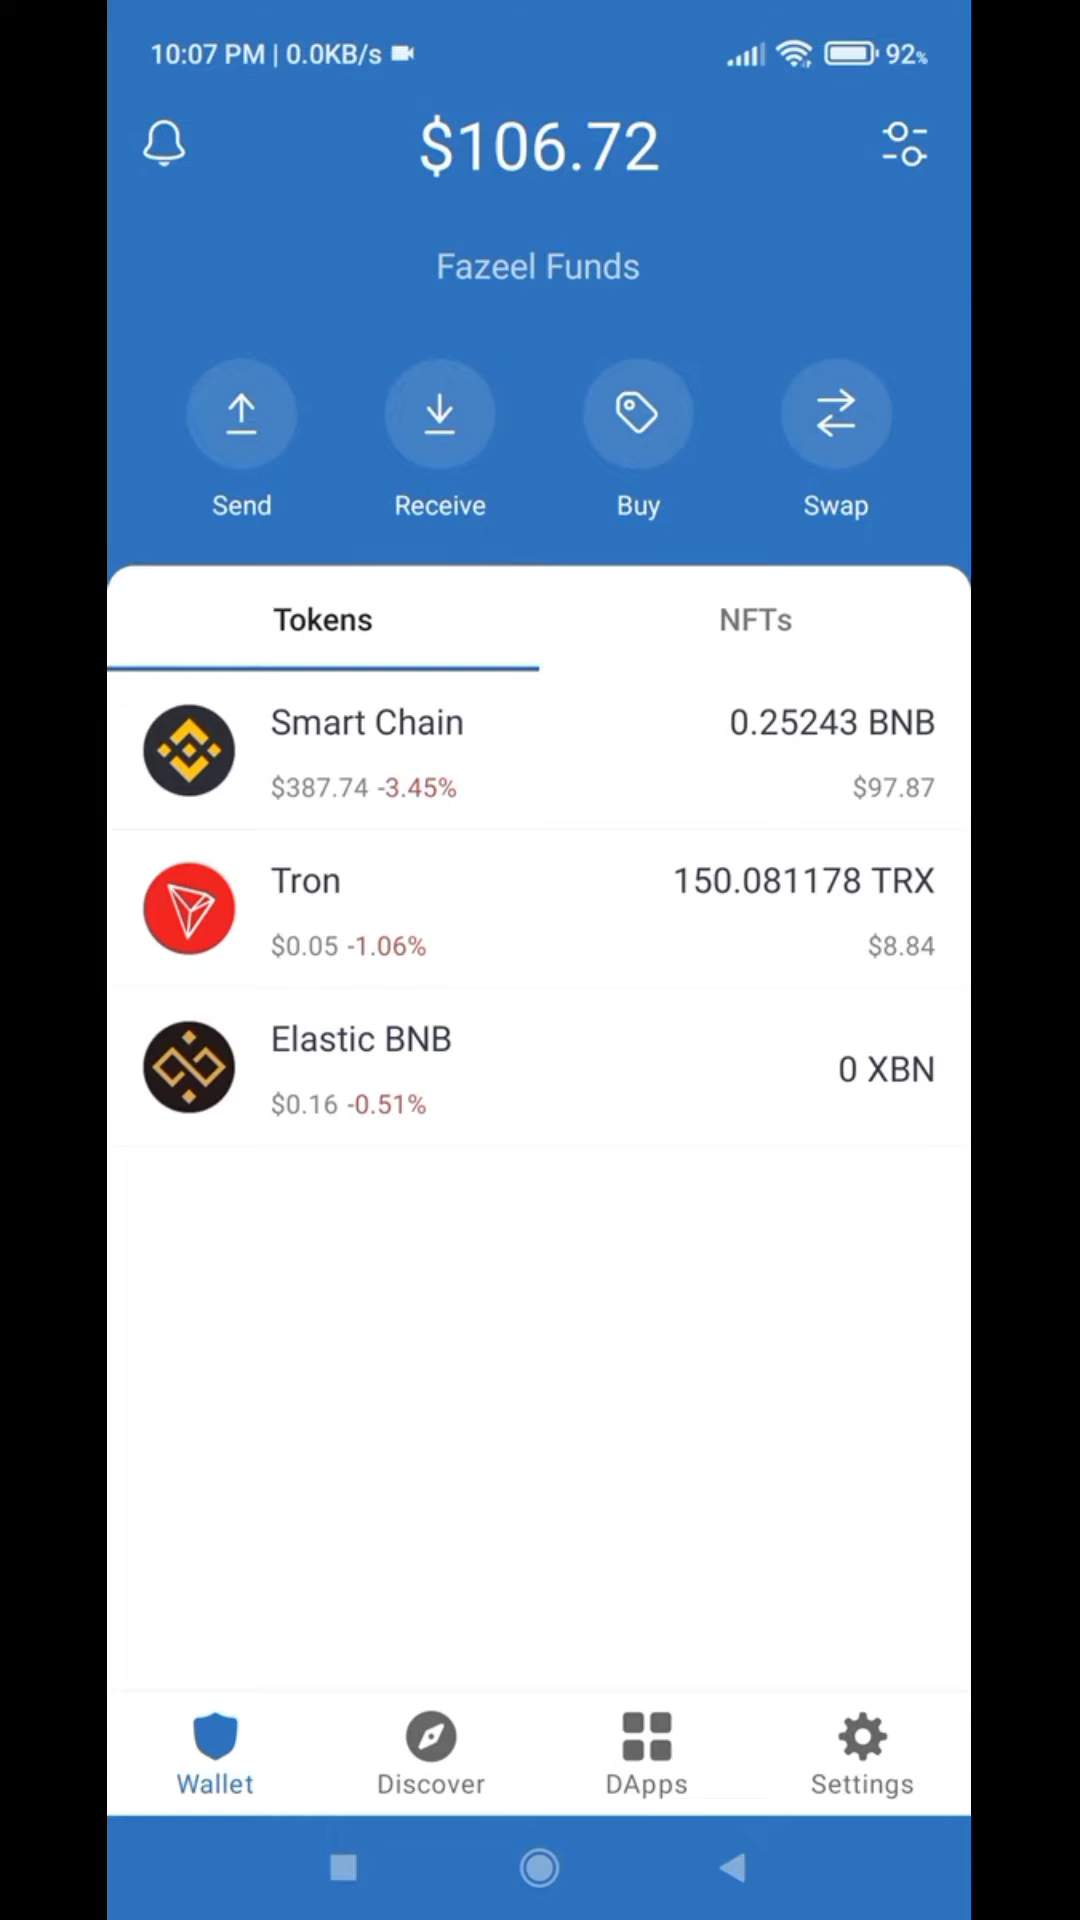 10:07 PM | 0.0KB/s 92%
$106.72
Fazeel Funds
Send Receive Buy Swap
Tokens NFTs
Smart Chain 0.25243 BNB
$387.74 -3.45% $97.87
Tron 150.081178 TRX
$0.05 -1.06% $8.84
Elastic BNB 0 XBN
$0.16 -0.51%
Wallet Discover DApps Settings